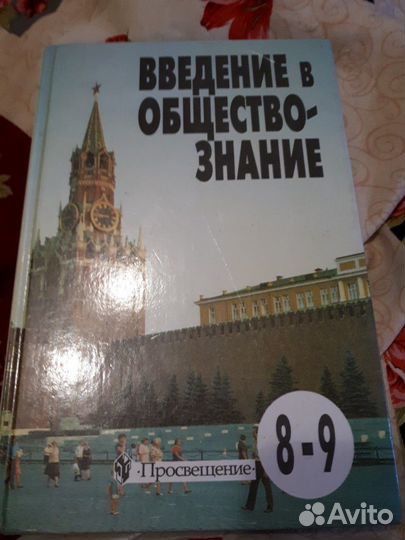 ВВЕДЕНИЕ В
ОБЩЕСТВО-
ЗНАНИЕ
·Просвещение·
8-9
Avito